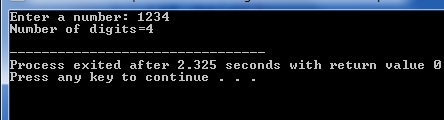 Enter a number: 1234
Number of digits=4
--------------------------------
Process exited after 2.325 seconds with return value 0
Press any key to continue . . .